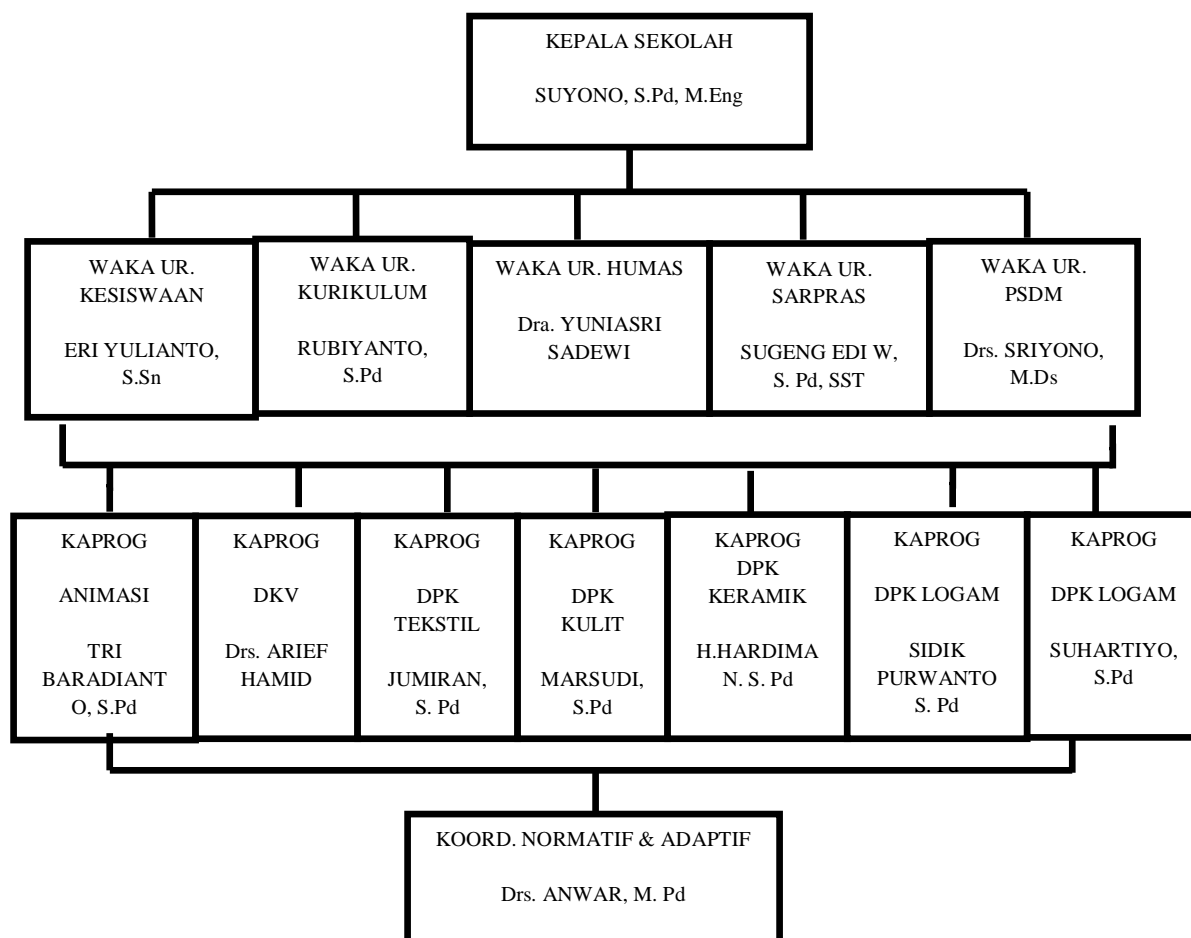 KEPALA SEKOLAH
SUYONO, S.Pd, M.Eng
WAKA UR.
KESISWAAN
ERI YULIANTO,
S.Sn
WAKA UR.
KURIKULUM
RUBIYANTO,
S.Pd
WAKA UR. HUMAS
Dra. YUNIASRI
SADEWI
WAKA UR.
SARPRAS
SUGENG EDI W,
S. Pd, SST
WAKA UR.
PSDM
Drs. SRIYONO,
M.Ds
KAPROG
ANIMASI
TRI
BARADIANT
O, S.Pd
KAPROG
DKV
Drs. ARIEF
HAMID
KAPROG
DPK
TEKSTIL
JUMIRAN,
S. Pd
KAPROG
DPK
KULIT
MARSUDI,
S.Pd
KAPROG
DPK
KERAMIK
H.HARDIMA
N. S. Pd
KAPROG
DPK LOGAM
SIDIK
PURWANTO
S. Pd
KAPROG
DPK LOGAM
SUHARTIYO,
S.Pd
KOORD. NORMATIF & ADAPTIF
Drs. ANWAR, M. Pd